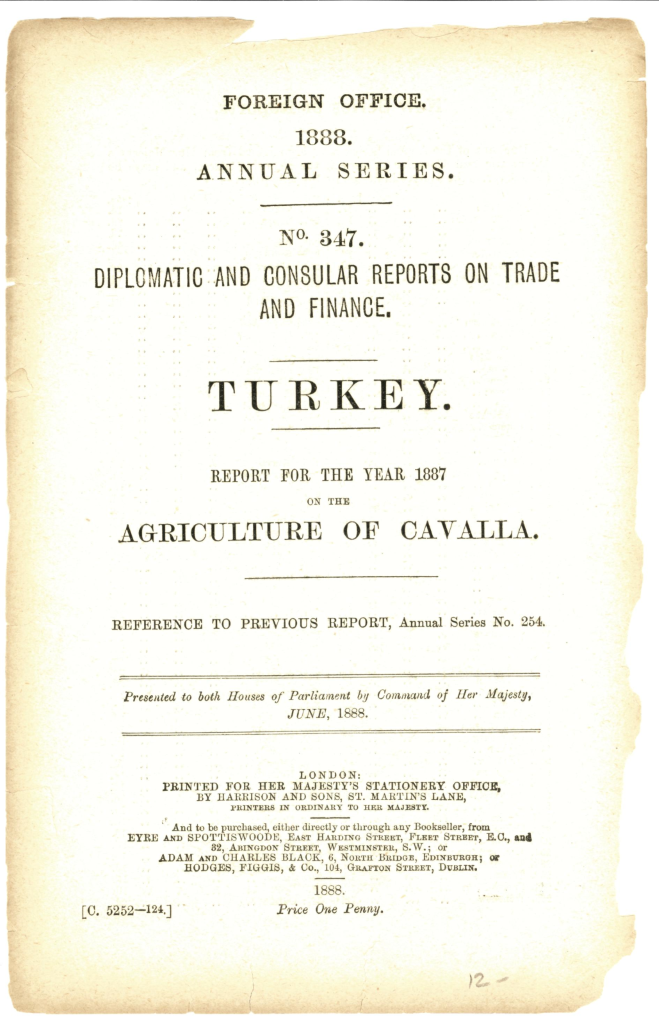 FOREIGN OFFICE.
1888.
ANNUAL SERIES.
No. 347.
DIPLOMATIC AND CONSULAR REPORTS ON TRADE
AND FINANCE.
TURKEY.
REPORT FOR THE YEAR 1887
ON THE
AGRICULTURE OF CAVALLA.
REFERENCE TO PREVIOUS REPORT, Annual Series No. 254.
Presented to both Houses of Parliament by Command of Her Majesty,
JUNE, 1888.
LONDON:
PRINTED FOR HER MAJESTY'S STATIONERY OFFICE,
BY HARRISON AND SONS, ST. MARTIN'S LANE,
PRINTERS IN ORDINARY TO HER MAJESTY.
And to be purchased, either directly or through any Bookseller, from
EYRE AND SPOTTISWOODE, EAST HARDING STREET, FLEET STREET, E.C., and
32, ABINGDON STREET, WESTMINSTER, S.W.; or
ADAM AND CHARLES BLACK, 6, NORTH BRIDGE, EDINBURGH; or
HODGES, FIGGIS, & Co., 104, GRAFTON STREET, DUBLIN.
1888.
[C. 5252—124.] Price One Penny.
12 –